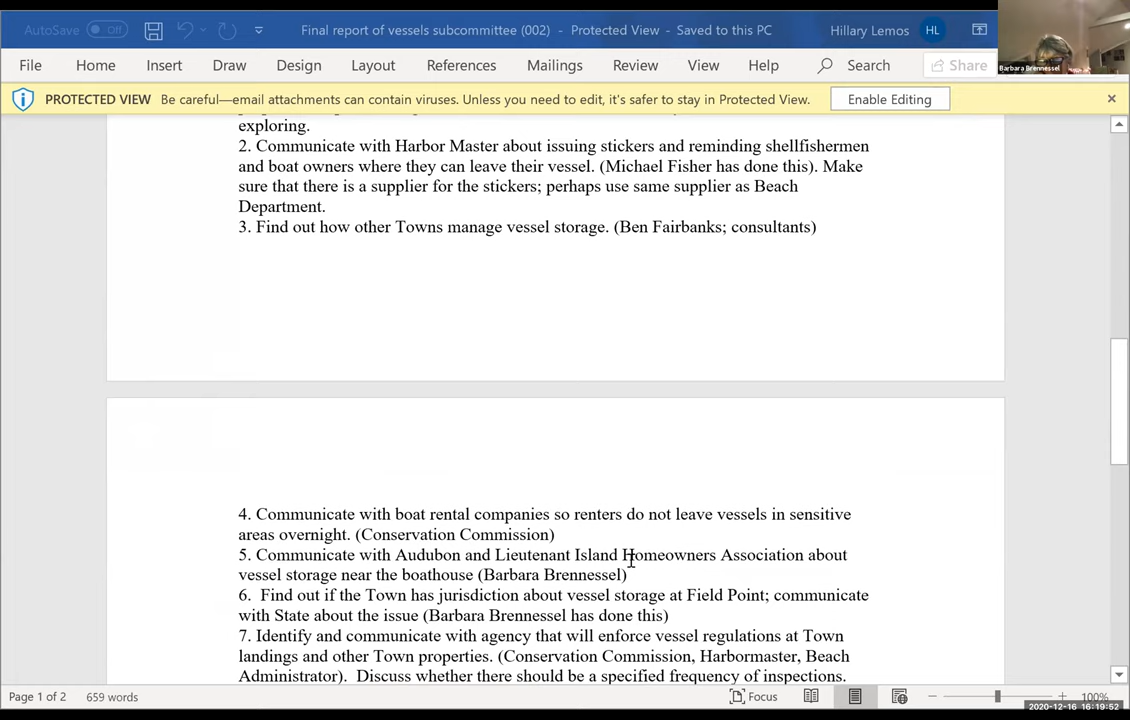 AutoSave Off Final report of vessels subcommittee (002) - Protected View - Saved to this PC Hillary Lemos HL
Barbara Brennessel
File Home Insert Draw Design Layout References Mailings Review View Help Search Share
PROTECTED VIEW Be careful—email attachments can contain viruses. Unless you need to edit, it's safer to stay in Protected View. Enable Editing
exploring.
2. Communicate with Harbor Master about issuing stickers and reminding shellfishermen
and boat owners where they can leave their vessel. (Michael Fisher has done this). Make
sure that there is a supplier for the stickers; perhaps use same supplier as Beach
Department.
3. Find out how other Towns manage vessel storage. (Ben Fairbanks; consultants)
4. Communicate with boat rental companies so renters do not leave vessels in sensitive
areas overnight. (Conservation Commission)
5. Communicate with Audubon and Lieutenant Island Homeowners Association about
vessel storage near the boathouse (Barbara Brennessel)
6. Find out if the Town has jurisdiction about vessel storage at Field Point; communicate
with State about the issue (Barbara Brennessel has done this)
7. Identify and communicate with agency that will enforce vessel regulations at Town
landings and other Town properties. (Conservation Commission, Harbormaster, Beach
Administrator). Discuss whether there should be a specified frequency of inspections.
Page 1 of 2 659 words Focus 100%
2020-12-16 16:19:52